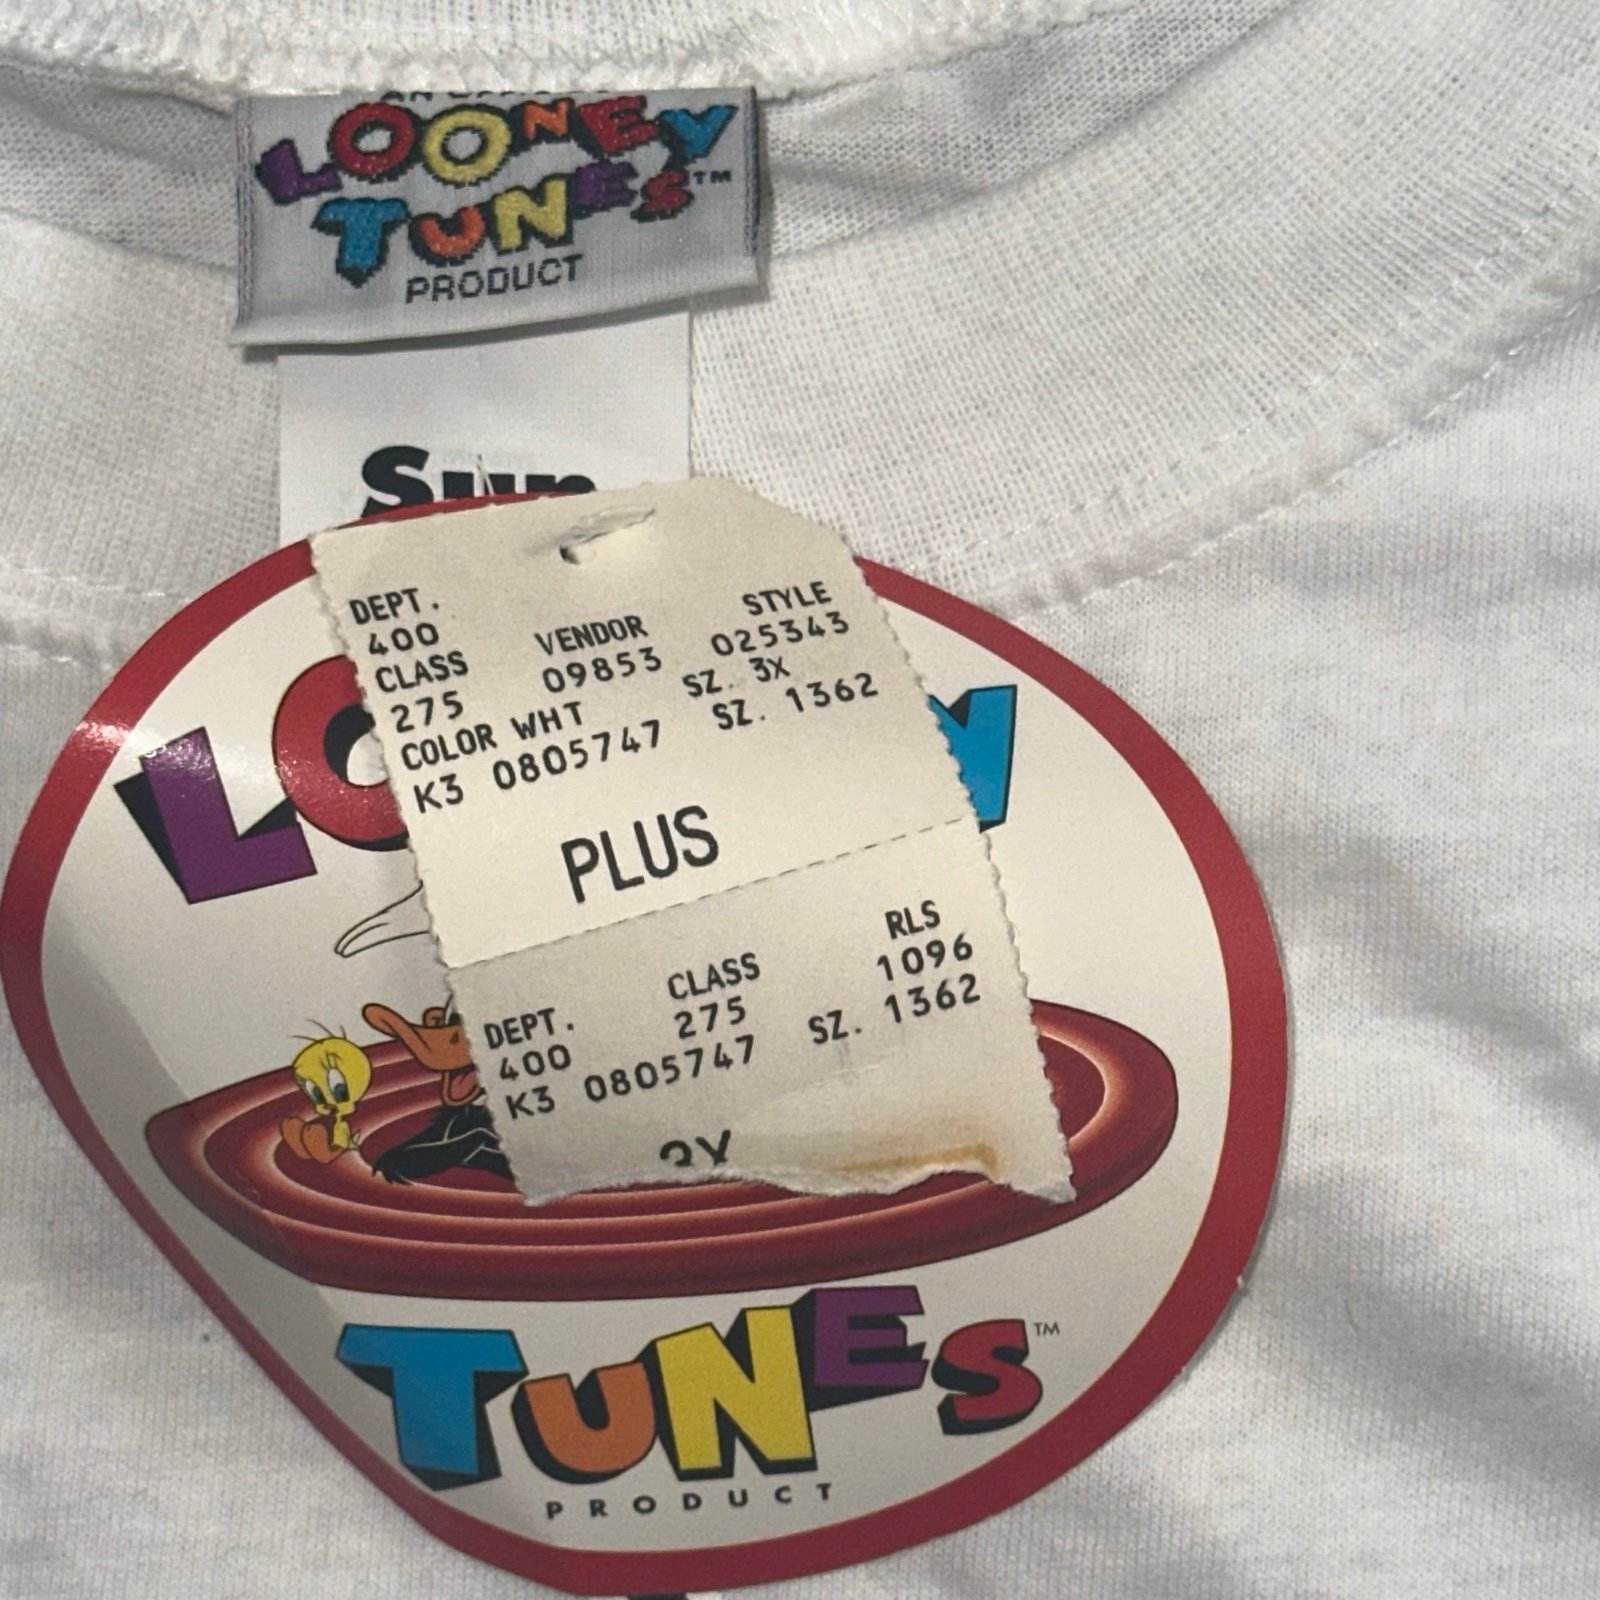 LOONEY
TUNES™
PRODUCT
Sun
DEPT. VENDOR STYLE
400 09853 025343
CLASS SZ. 3X
275
COLOR WHT SZ. 1362
K3 0805747
PLUS
DEPT. CLASS RLS
400 275 1096
K3 0805747 SZ. 1362
TUNES™
PRODUCT